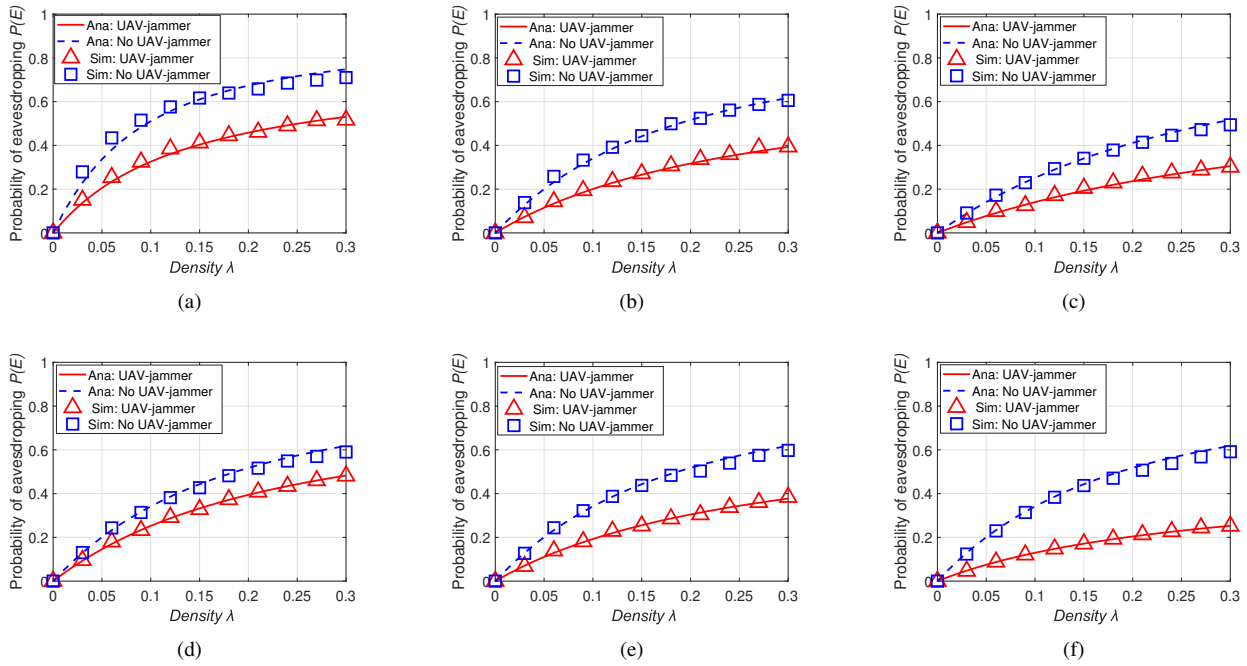 Probability of eavesdropping P(E)
1
0.8
0.6
0.4
0.2
0
Ana: UAV-jammer
Ana: No UAV-jammer
Sim: UAV-jammer
Sim: No UAV-jammer
0 0.05 0.1 0.15 0.2 0.25 0.3
Density λ
(a)
Probability of eavesdropping P(E)
1
0.8
0.6
0.4
0.2
0
Ana: UAV-jammer
Ana: No UAV-jammer
Sim: UAV-jammer
Sim: No UAV-jammer
0 0.05 0.1 0.15 0.2 0.25 0.3
Density λ
(b)
Probability of eavesdropping P(E)
1
0.8
0.6
0.4
0.2
0
Ana: UAV-jammer
Ana: No UAV-jammer
Sim: UAV-jammer
Sim: No UAV-jammer
0 0.05 0.1 0.15 0.2 0.25 0.3
Density λ
(c)
Probability of eavesdropping P(E)
1
0.8
0.6
0.4
0.2
0
Ana: UAV-jammer
Ana: No UAV-jammer
Sim: UAV-jammer
Sim: No UAV-jammer
0 0.05 0.1 0.15 0.2 0.25 0.3
Density λ
(d)
Probability of eavesdropping P(E)
1
0.8
0.6
0.4
0.2
0
Ana: UAV-jammer
Ana: No UAV-jammer
Sim: UAV-jammer
Sim: No UAV-jammer
0 0.05 0.1 0.15 0.2 0.25 0.3
Density λ
(e)
Probability of eavesdropping P(E)
1
0.8
0.6
0.4
0.2
0
Ana: UAV-jammer
Ana: No UAV-jammer
Sim: UAV-jammer
Sim: No UAV-jammer
0 0.05 0.1 0.15 0.2 0.25 0.3
Density λ
(f)